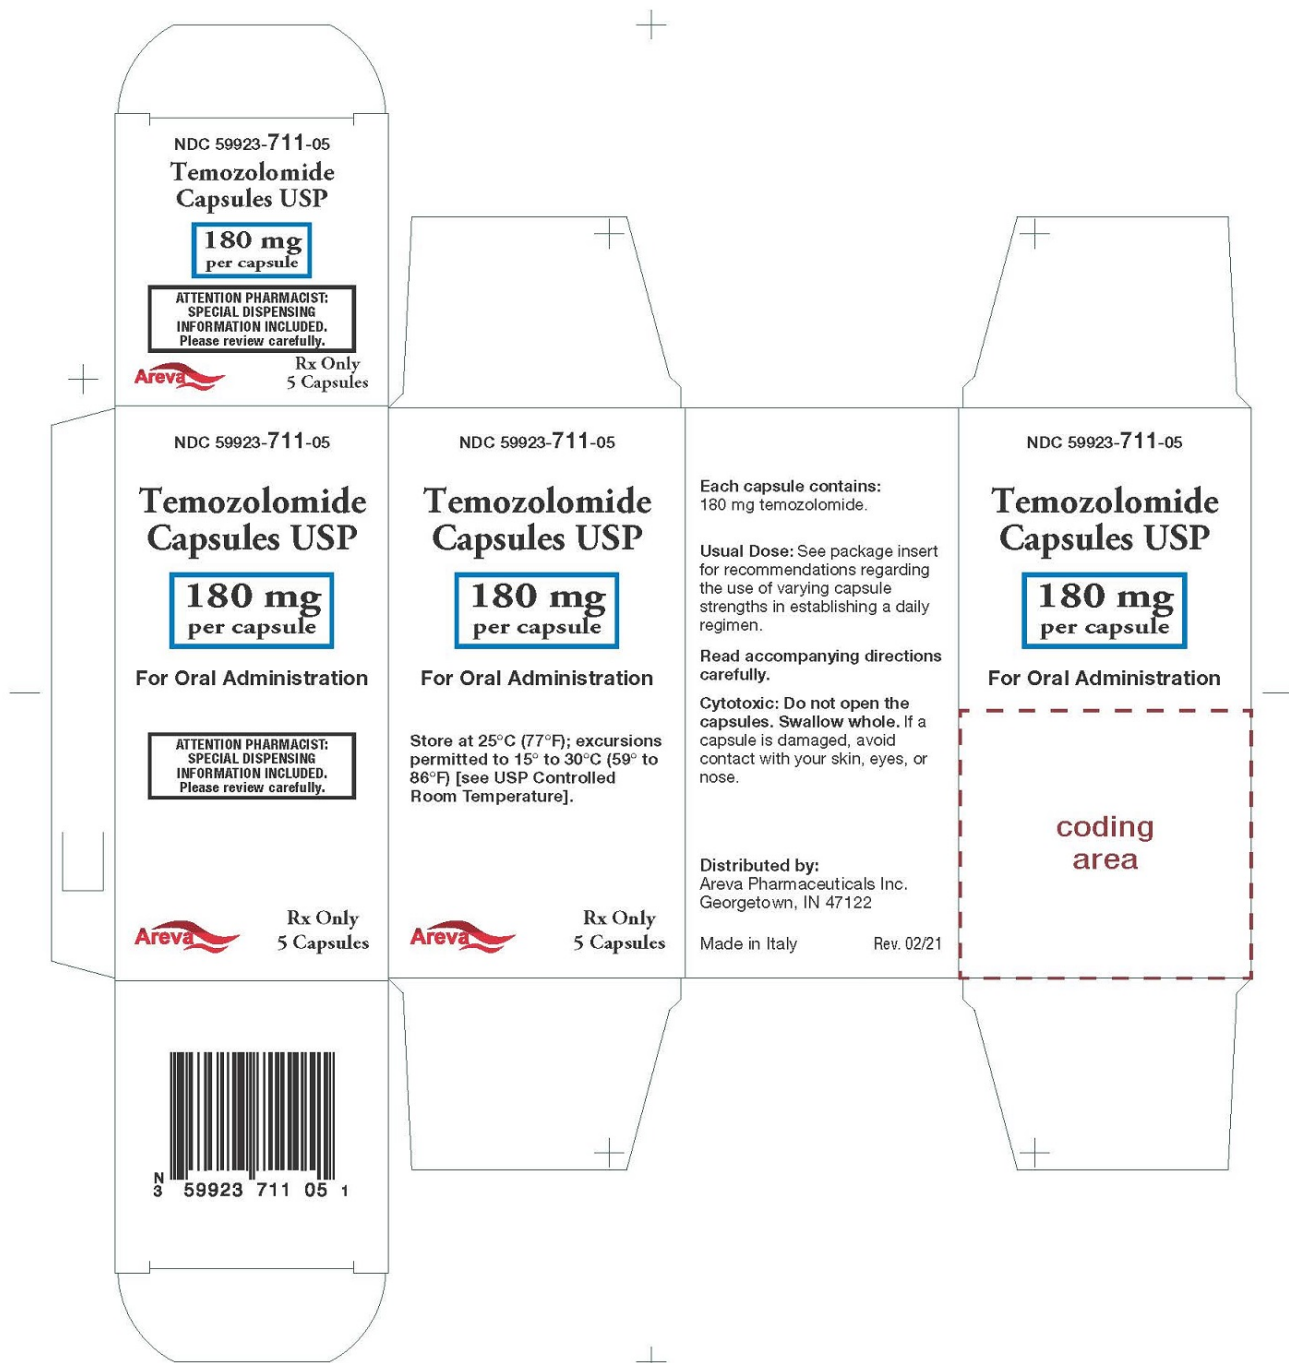 NDC 59923-711-05
Temozolomide
Capsules USP
180 mg
per capsule
ATTENTION PHARMACIST:
SPECIAL DISPENSING
INFORMATION INCLUDED.
Please review carefully.
Areva
Rx Only
5 Capsules
NDC 59923-711-05
Temozolomide
Capsules USP
180 mg
per capsule
For Oral Administration
ATTENTION PHARMACIST:
SPECIAL DISPENSING
INFORMATION INCLUDED.
Please review carefully.
Areva
Rx Only
5 Capsules
NDC 59923-711-05
Temozolomide
Capsules USP
180 mg
per capsule
For Oral Administration
Store at 25°C (77°F); excursions
permitted to 15° to 30°C (59° to
86°F) [see USP Controlled
Room Temperature].
Areva
Rx Only
5 Capsules
Each capsule contains:
180 mg temozolomide.
Usual Dose: See package insert
for recommendations regarding
the use of varying capsule
strengths in establishing a daily
regimen.
Read accompanying directions
carefully.
Cytotoxic: Do not open the
capsules. Swallow whole. If a
capsule is damaged, avoid
contact with your skin, eyes, or
nose.
Distributed by:
Areva Pharmaceuticals Inc.
Georgetown, IN 47122
Made in Italy Rev. 02/21
NDC 59923-711-05
Temozolomide
Capsules USP
180 mg
per capsule
For Oral Administration
coding
area
N
3 59923 711 05 1